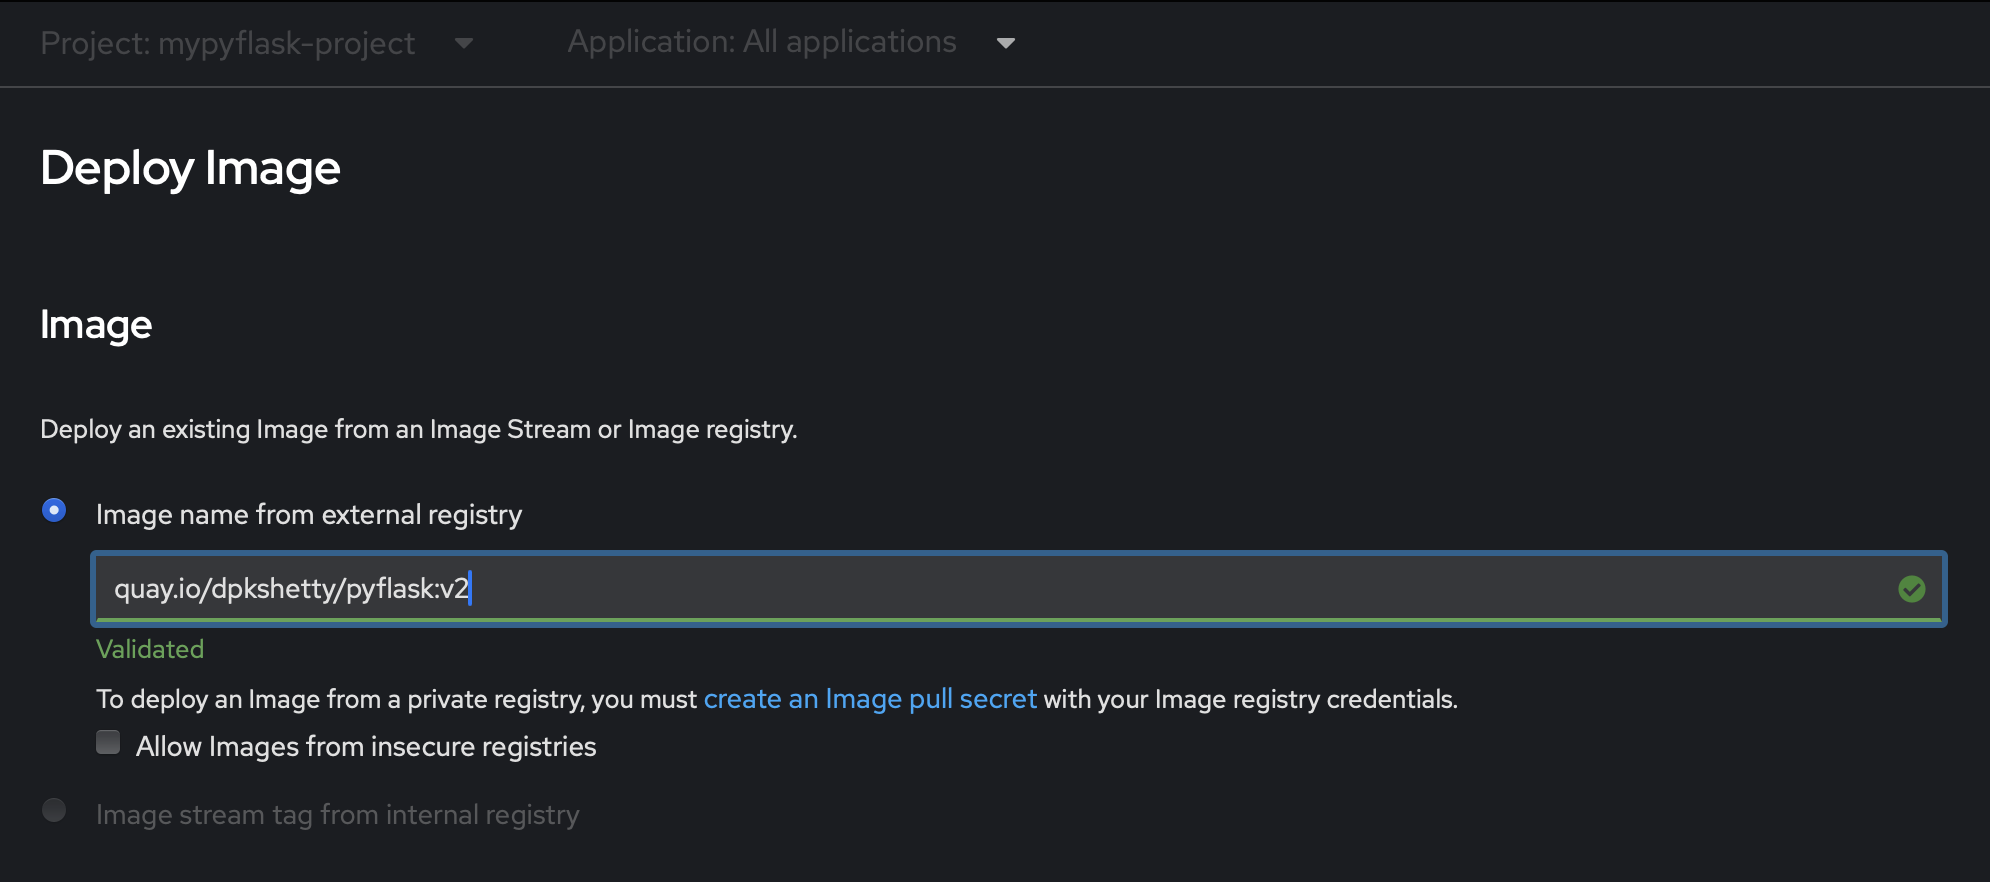 Project: mypyflask-project Application: All applications
Deploy Image
Image
Deploy an existing Image from an Image Stream or Image registry.
Image name from external registry
quay.io/dpkshetty/pyflask:v2
Validated
To deploy an Image from a private registry, you must create an Image pull secret with your Image registry credentials.
Allow Images from insecure registries
Image stream tag from internal registry